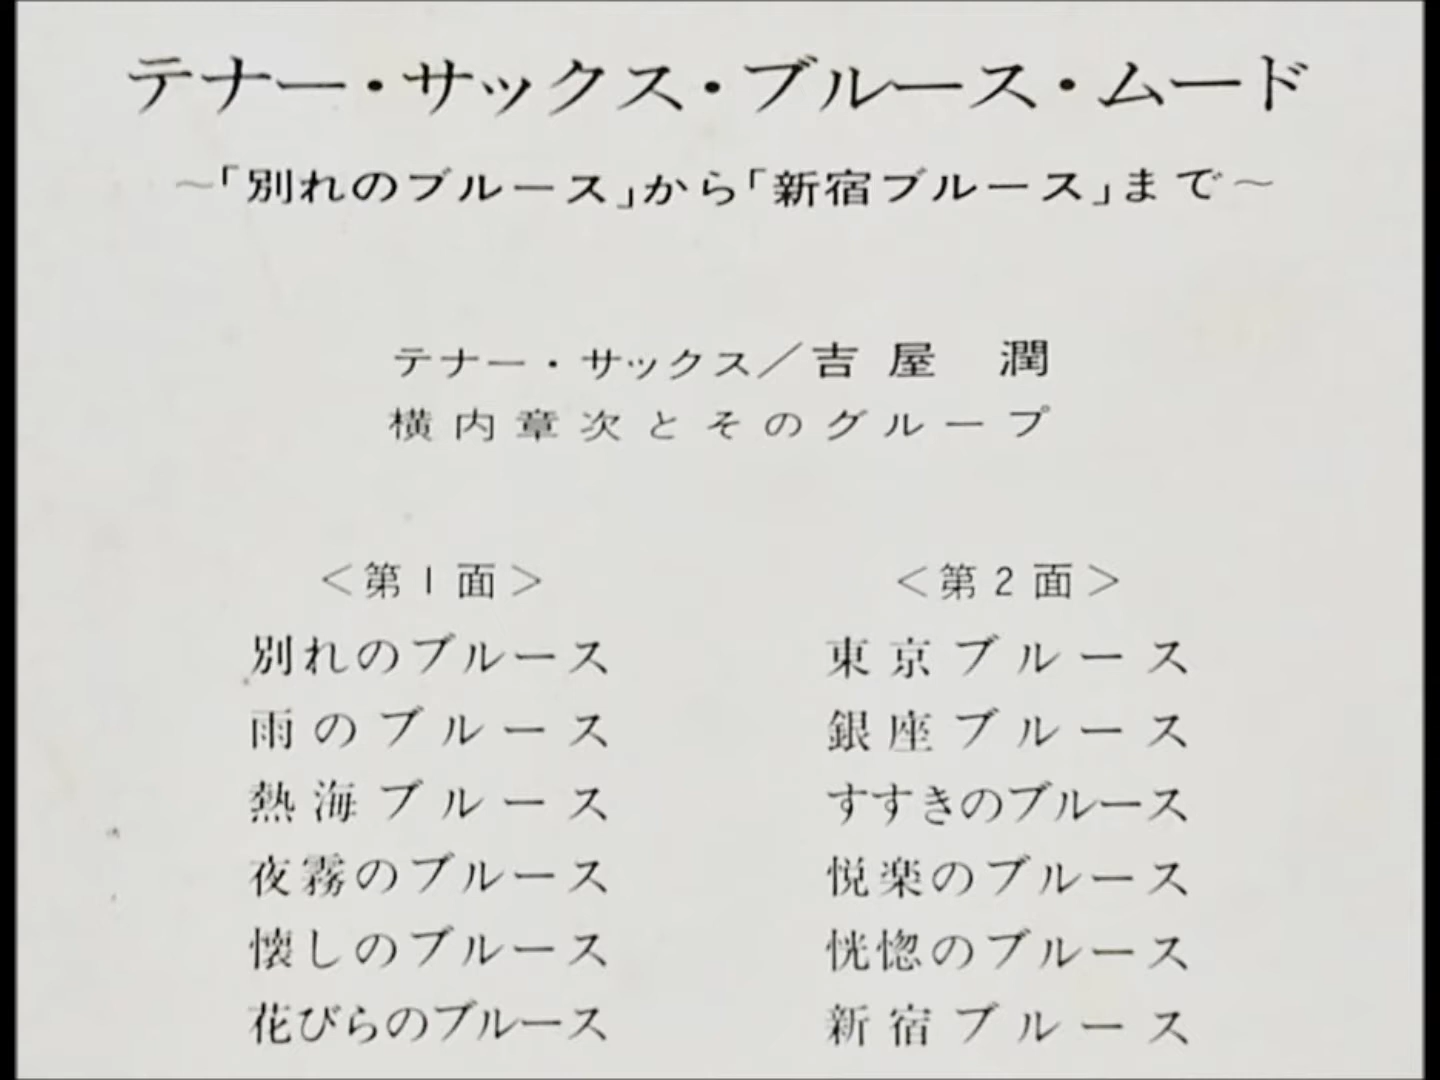 テナー・サックス・ブルース・ムード
〜「別れのブルース」から「新宿ブルース」まで〜
テナー・サックス／吉屋 潤
横内章次とそのグループ
＜第1面＞
別れのブルース
雨のブルース
熱海ブルース
夜霧のブルース
懐しのブルース
花びらのブルース
＜第2面＞
東京ブルース
銀座ブルース
すすきのブルース
悦楽のブルース
恍惚のブルース
新宿ブルース